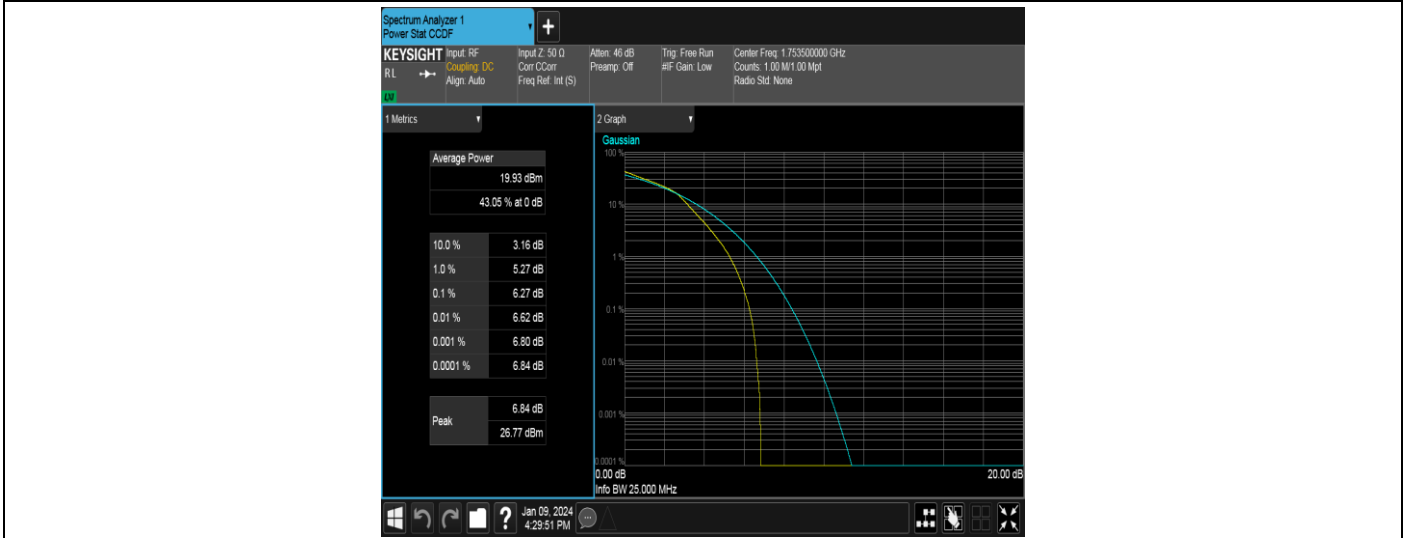 Spectrum Analyzer 1
Power Stat CCDF
+
KEYSIGHT
RL
LXI
Input: RF
Coupling: DC
Align: Auto
Input Z: 50 Ω
Corr CCorr
Freq Ref: Int (S)
Atten: 46 dB
Preamp: Off
Trig: Free Run
#IF Gain: Low
Center Freq: 1.753500000 GHz
Counts: 1.00 M/1.00 Mpt
Radio Std: None
1 Metrics
Average Power
19.93 dBm
43.05 % at 0 dB
10.0 % 3.16 dB
1.0 % 5.27 dB
0.1 % 6.27 dB
0.01 % 6.62 dB
0.001 % 6.80 dB
0.0001 % 6.84 dB
Peak
6.84 dB
26.77 dBm
2 Graph
Gaussian
100 %
10 %
1 %
0.1 %
0.01 %
0.001 %
0.0001 %
0.00 dB 20.00 dB
Info BW 25.000 MHz
?
Jan 09, 2024
4:29:51 PM